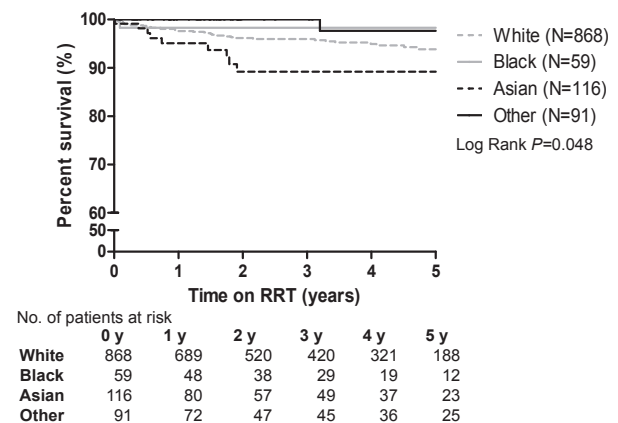 Percent survival (%)
100
90
80
70
60
50
0
0 1 2 3 4 5
Time on RRT (years)
White (N=868)
Black (N=59)
Asian (N=116)
Other (N=91)
Log Rank P=0.048
No. of patients at risk
0 y 1 y 2 y 3 y 4 y 5 y
White 868 689 520 420 321 188
Black 59 48 38 29 19 12
Asian 116 80 57 49 37 23
Other 91 72 47 45 36 25